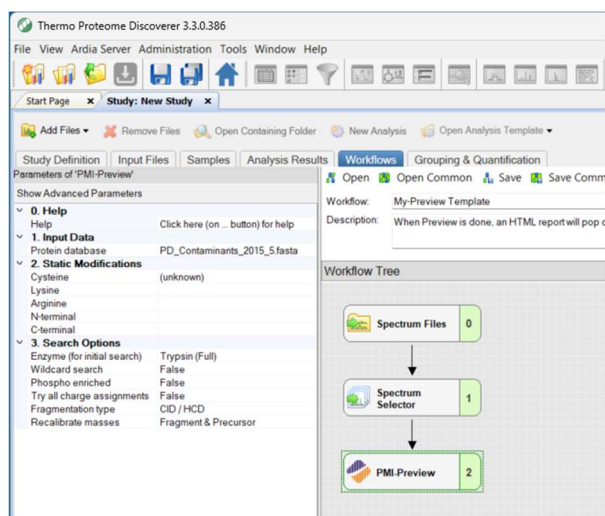 Thermo Proteome Discoverer 3.3.0.386
File View Ardia Server Administration Tools Window Help
Start Page x Study: New Study x
Add Files Remove Files Open Containing Folder New Analysis Open Analysis Template
Study Definition Input Files Samples Analysis Results Workflows Grouping & Quantification
Parameters of 'PMI-Preview' Open Open Common Save Save Comm
Show Advanced Parameters
Workflow: My-Preview Template
0. Help
Help Click here (on ... button) for help
Description: When Preview is done, an HTML report will pop
1. Input Data
Protein database PD_Contaminants_2015_5.fasta
2. Static Modifications
Cysteine (unknown)
Lysine
Arginine
N-terminal
C-terminal
3. Search Options
Enzyme (for initial search) Trypsin (Full)
Wildcard search False
Phospho enriched False
Try all charge assignments False
Fragmentation type CID / HCD
Recalibrate masses Fragment & Precursor
Workflow Tree
Spectrum Files 0
Spectrum
Selector 1
PMI-Preview 2